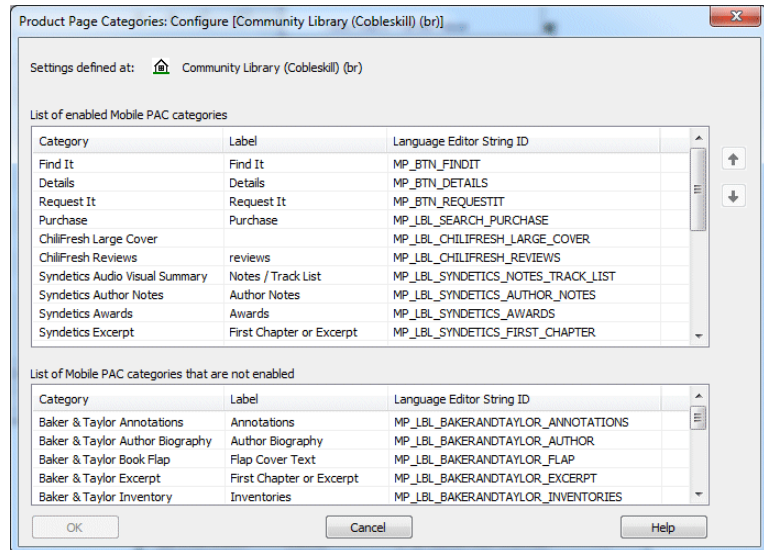 Product Page Categories: Configure [Community Library (Cobleskill) (br)]
Settings defined at: Community Library (Cobleskill) (br)
List of enabled Mobile PAC categories
Category Label Language Editor String ID
Find It Find It MP_BTN_FINDIT
Details Details MP_BTN_DETAILS
Request It Request It MP_BTN_REQUESTIT
Purchase Purchase MP_LBL_SEARCH_PURCHASE
ChiliFresh Large Cover MP_LBL_CHILIFRESH_LARGE_COVER
ChiliFresh Reviews reviews MP_LBL_CHILIFRESH_REVIEWS
Syndetics Audio Visual Summary Notes / Track List MP_LBL_SYNDETICS_NOTES_TRACK_LIST
Syndetics Author Notes Author Notes MP_LBL_SYNDETICS_AUTHOR_NOTES
Syndetics Awards Awards MP_LBL_SYNDETICS_AWARDS
Syndetics Excerpt First Chapter or Excerpt MP_LBL_SYNDETICS_FIRST_CHAPTER
List of Mobile PAC categories that are not enabled
Category Label Language Editor String ID
Baker & Taylor Annotations Annotations MP_LBL_BAKERANDTAYLOR_ANNOTATIONS
Baker & Taylor Author Biography Author Biography MP_LBL_BAKERANDTAYLOR_AUTHOR
Baker & Taylor Book Flap Flap Cover Text MP_LBL_BAKERANDTAYLOR_FLAP
Baker & Taylor Excerpt First Chapter or Excerpt MP_LBL_BAKERANDTAYLOR_EXCERPT
Baker & Taylor Inventory Inventories MP_LBL_BAKERANDTAYLOR_INVENTORIES
OK Cancel Help